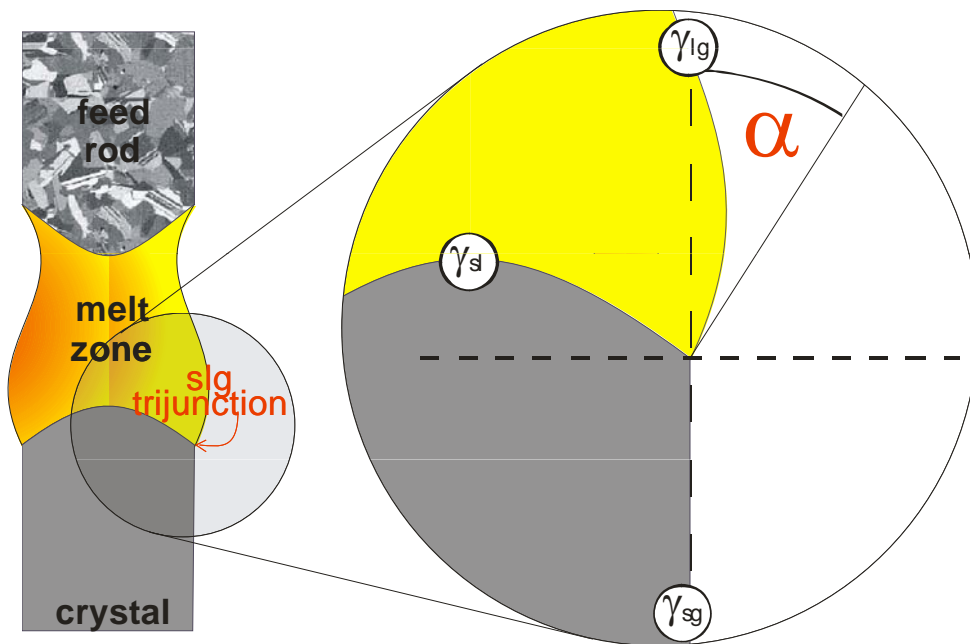 feed
rod
melt
zone
slg
trijunction
crystal
γlg
α
γsl
γsg